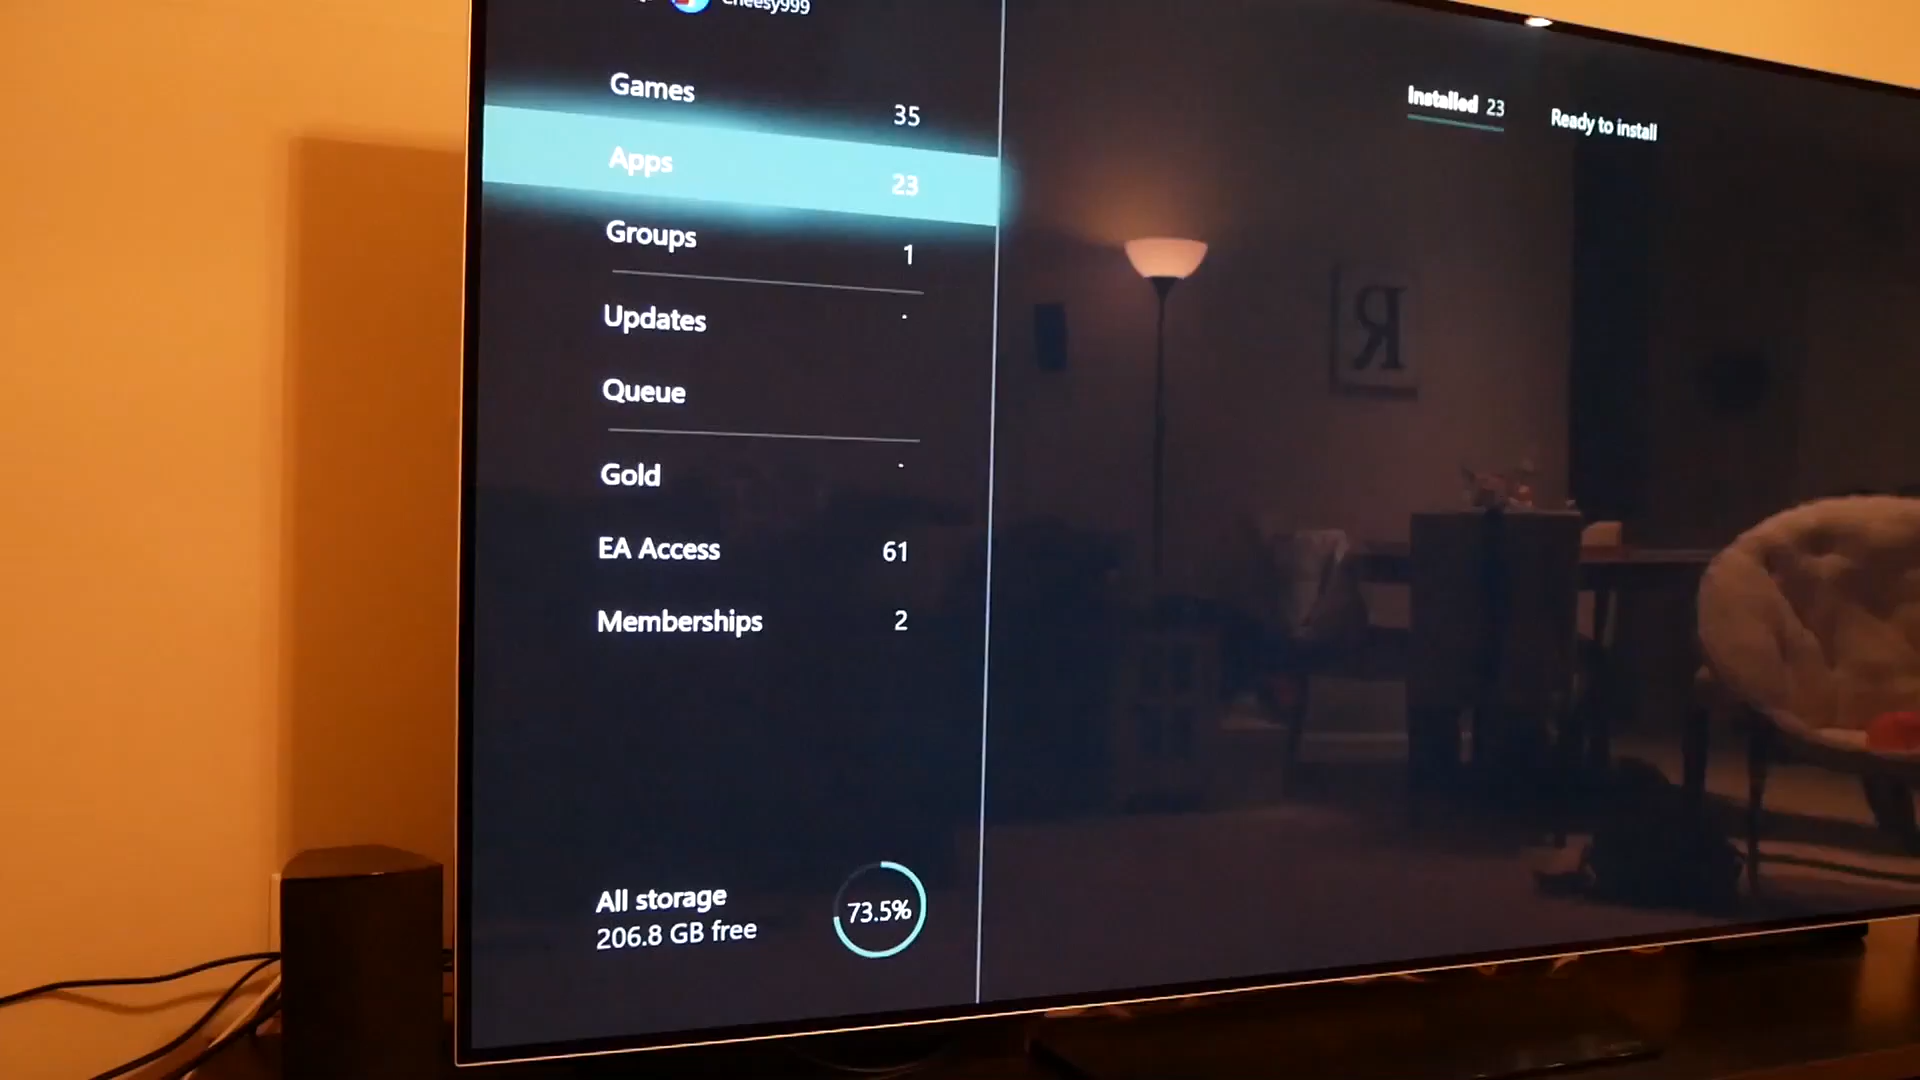 Cheesy999
Games 35
Apps 23
Groups 1
Updates
Queue
Gold
EA Access 61
Memberships 2
All storage
206.8 GB free
73.5%
Installed 23
Ready to install
R